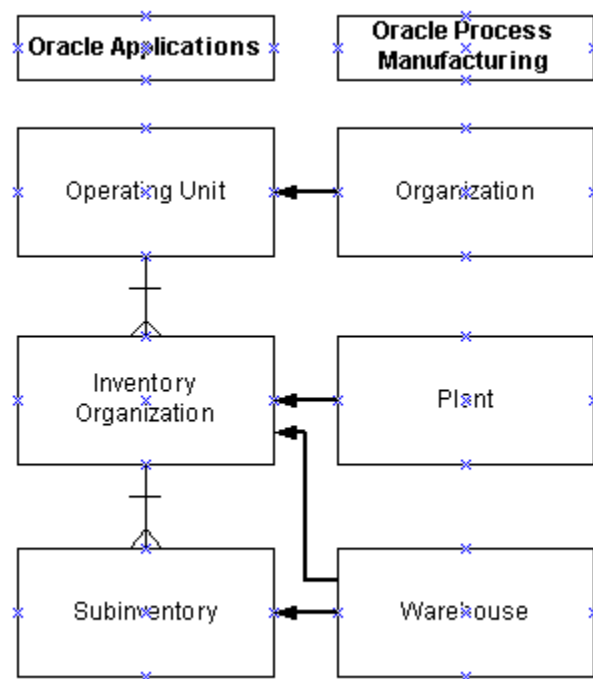 Oracle Applications
Oracle Process
Manufacturing
Operating Unit
Organization
Inventory
Organization
Plant
Subinventory
Warehouse